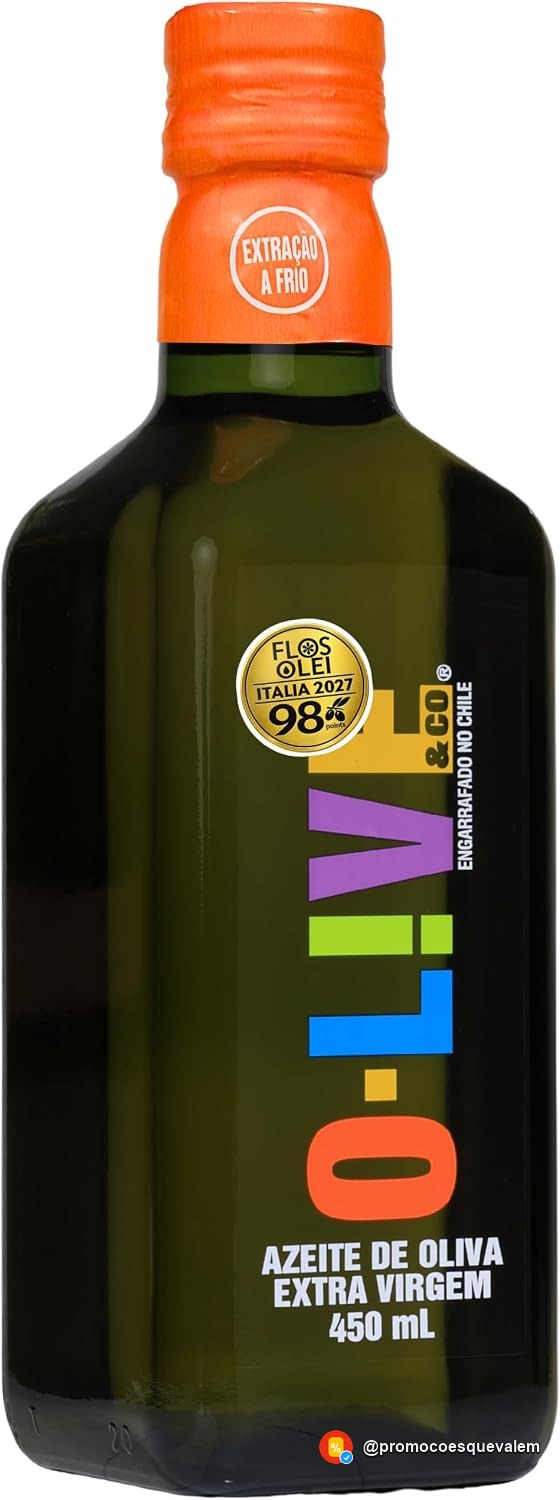 EXTRAÇÃO
A FRIO
FLOS
OLEI
ITALIA 2027
98
points
O-LiVE
& CO®
ENGARRAFADO NO CHILE
AZEITE DE OLIVA
EXTRA VIRGEM
450 mL
T 20
@promocoesquevalem